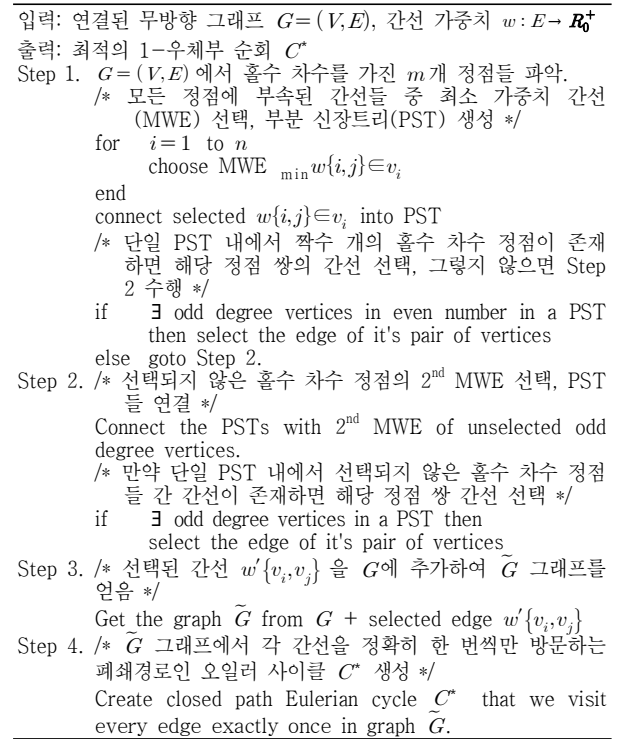 입력: 연결된 무방향 그래프 G=(V,E), 간선 가중치 w:E→R₀⁺
출력: 최적의 1-우체부 순회 C*
Step 1. G=(V,E)에서 홀수 차수를 가진 m개 정점들 파악.
/* 모든 정점에 부속된 간선들 중 최소 가중치 간선
(MWE) 선택, 부분 신장트리(PST) 생성 */
for i=1 to n
choose MWE min w{i,j}∈vᵢ
end
connect selected w{i,j}∈vᵢ into PST
/* 단일 PST 내에서 짝수 개의 홀수 차수 정점이 존재
하면 해당 정점 쌍의 간선 선택, 그렇지 않으면 Step
2 수행 */
if ∃ odd degree vertices in even number in a PST
then select the edge of it's pair of vertices
else goto Step 2.
Step 2. /* 선택되지 않은 홀수 차수 정점의 2nd MWE 선택, PST
들 연결 */
Connect the PSTs with 2nd MWE of unselected odd
degree vertices.
/* 만약 단일 PST 내에서 선택되지 않은 홀수 차수 정점
들 간 간선이 존재하면 해당 정점 쌍 간선 선택 */
if ∃ odd degree vertices in a PST then
select the edge of it's pair of vertices
Step 3. /* 선택된 간선 w′{vᵢ,vⱼ} 을 G에 추가하여 G̃ 그래프를
얻음 */
Get the graph G̃ from G + selected edge w′{vᵢ,vⱼ}
Step 4. /* G̃ 그래프에서 각 간선을 정확히 한 번씩만 방문하는
폐쇄경로인 오일러 사이클 C* 생성 */
Create closed path Eulerian cycle C* that we visit
every edge exactly once in graph G̃.